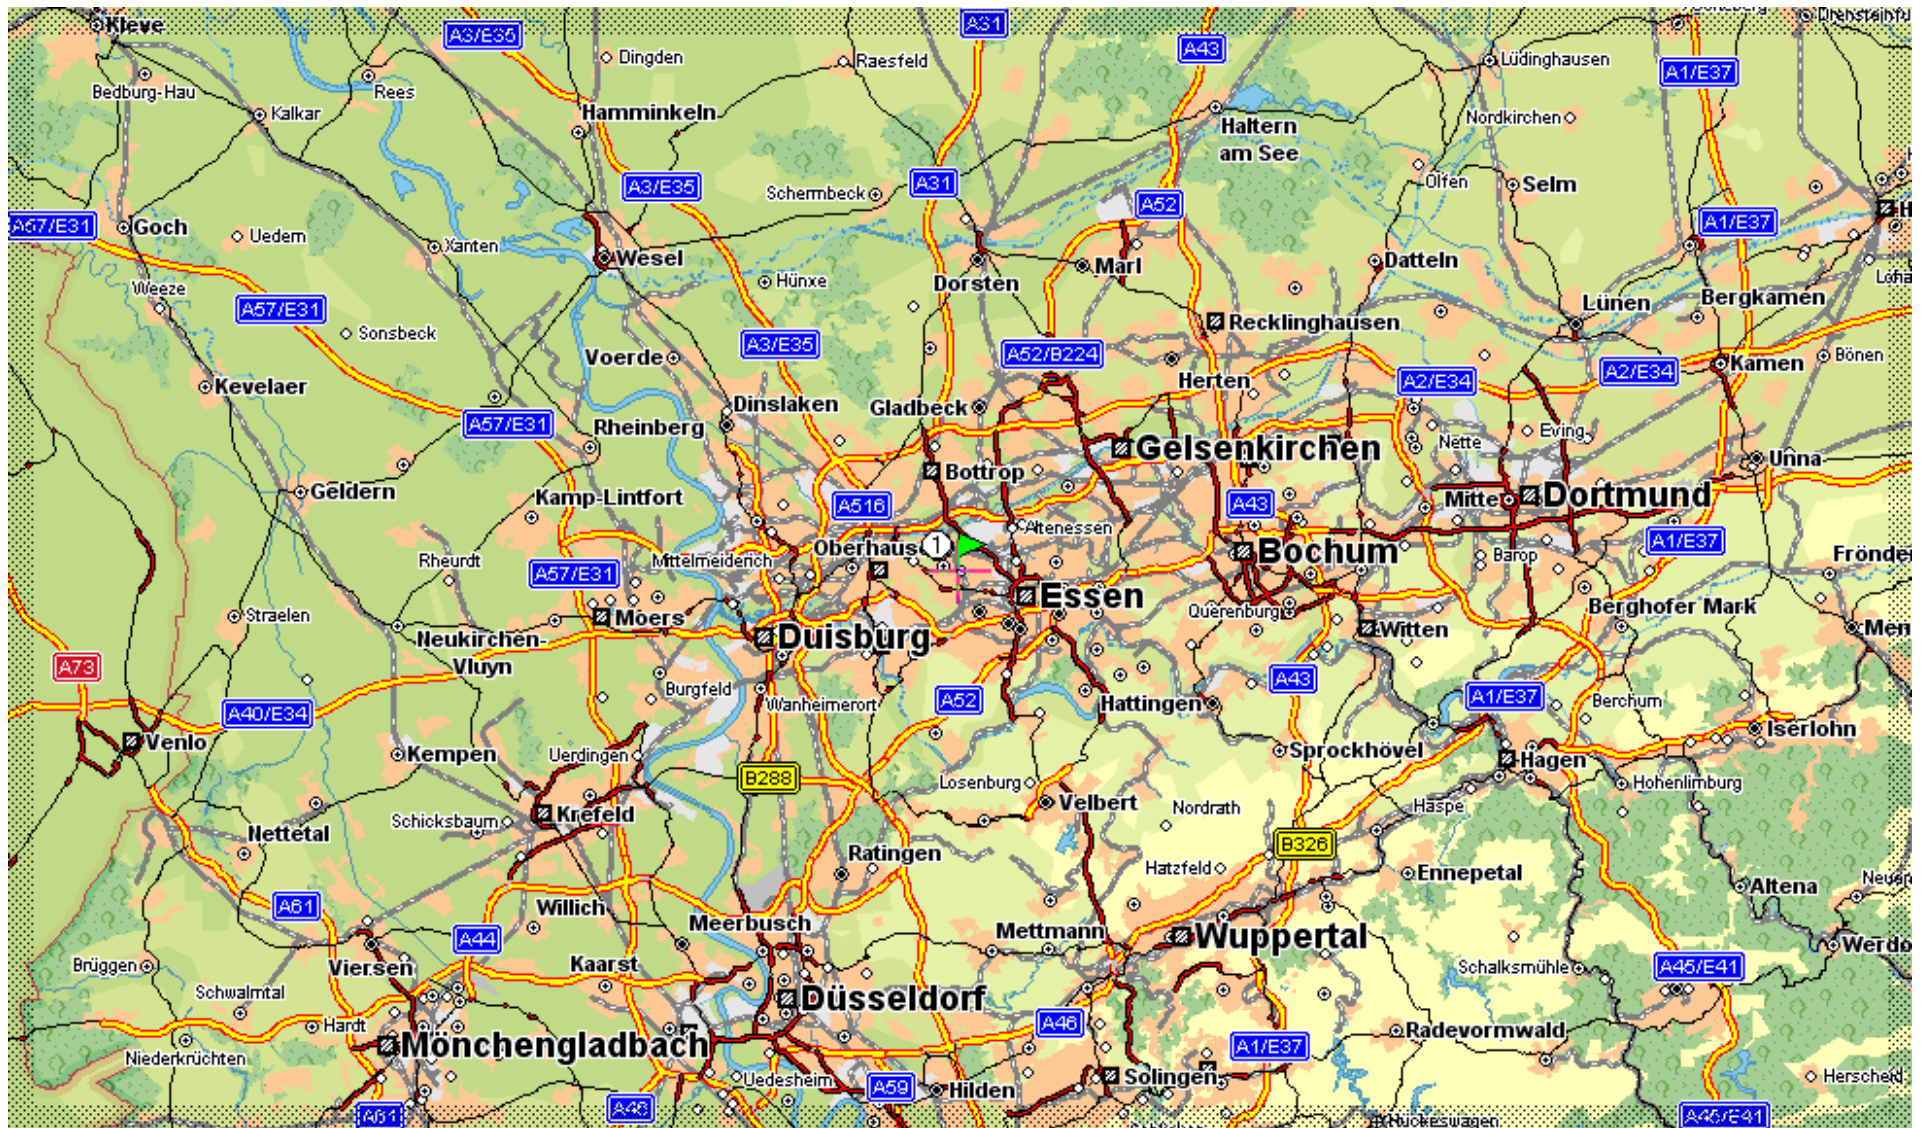 Kleve
A3/E35
A31
A43
Lüdinghausen
A1/E37
Dingden
Raesfeld
Bedburg-Hau
Rees
Kalkar
Hamminkeln
Haltern
am See
Nordkirchen
A3/E35
Schermbeck
A31
A52
Olfen
Selm
A57/E31
Goch
Uedem
Xanten
Wesel
A1/E37
Weeze
Hünxe
Dorsten
Marl
Datteln
A57/E31
Sonsbeck
Lünen
Bergkamen
Recklinghausen
Voerde
A3/E35
A52/B224
Bönen
Kamen
Kevelaer
Herten
A2/E34
A2/E34
Dinslaken
Gladbeck
A57/E31
Rheinberg
Nette
Eving
Gelsenkirchen
Unna
Bottrop
Geldern
Kamp-Lintfort
A516
A43
Mitte
Dortmund
Altenessen
A1/E37
Oberhaus
1
Bochum
Barop
Rheurdt
Mittelmeiderich
A57/E31
Essen
Querenburg
Berghofer Mark
Straelen
Moers
Witten
Neukirchen-
Vluyn
Duisburg
A73
A43
Burgfeld
Wanheimerort
A52
Hattingen
A1/E37
Berchum
A40/E34
Venlo
Iserlohn
Kempen
Uerdingen
Sprockhövel
Hagen
B288
Losenburg
Hohenlimburg
Velbert
Nordrath
Haspe
Schicksbaum
Krefeld
Nettetal
B326
Ratingen
Hatzfeld
Ennepetal
Altena
A61
Willich
Meerbusch
Mettmann
Wuppertal
A44
Brüggen
Viersen
Kaarst
Schalksmühle
A45/E41
Schwalmtal
Düsseldorf
Hardt
A46
Radevormwald
Niederkrüchten
Mönchengladbach
A1/E37
Uedesheim
A59
Hilden
Solingen
Herscheid
A61
A46
A45/E41
Hückeswagen